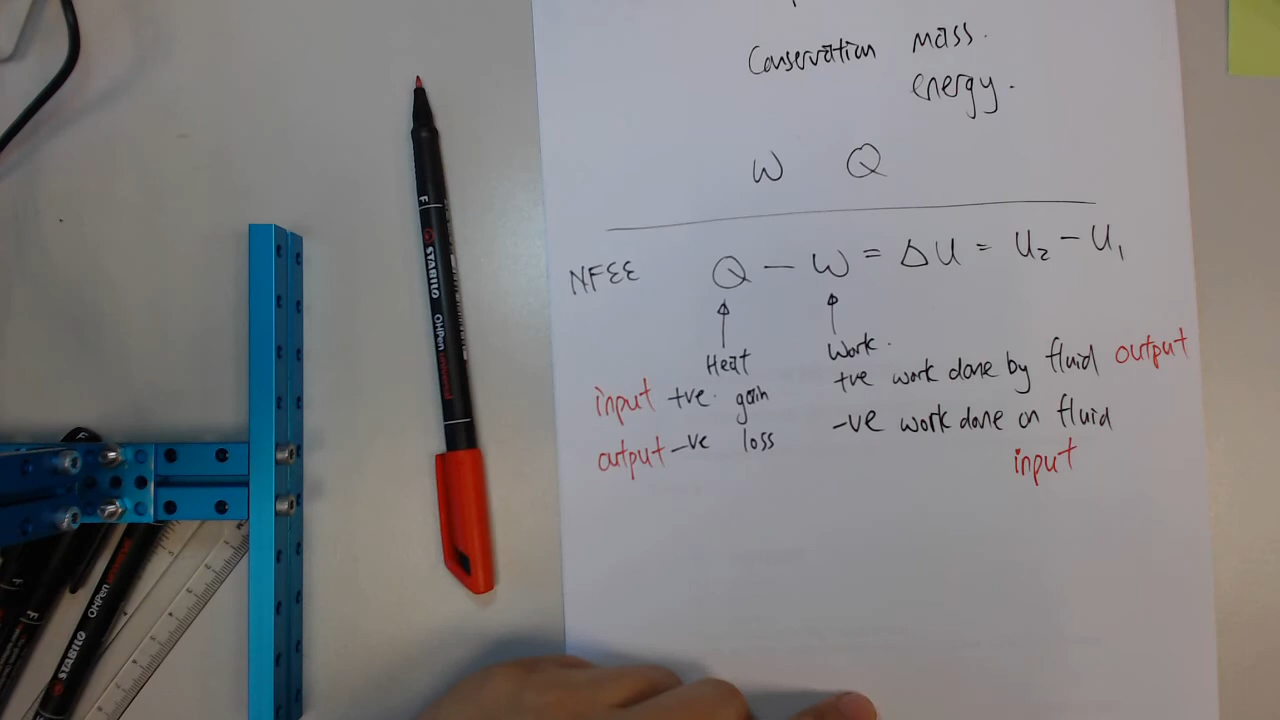 Conservation mass.
energy.
W Q
NFEE Q - W = ΔU = U₂ - U₁
Heat
Work.
input +ve. gain
output -ve loss
+ve work done by fluid output
-ve work done on fluid
input
F STABILO OHPen universal
STABILO OHPen universal
F
F